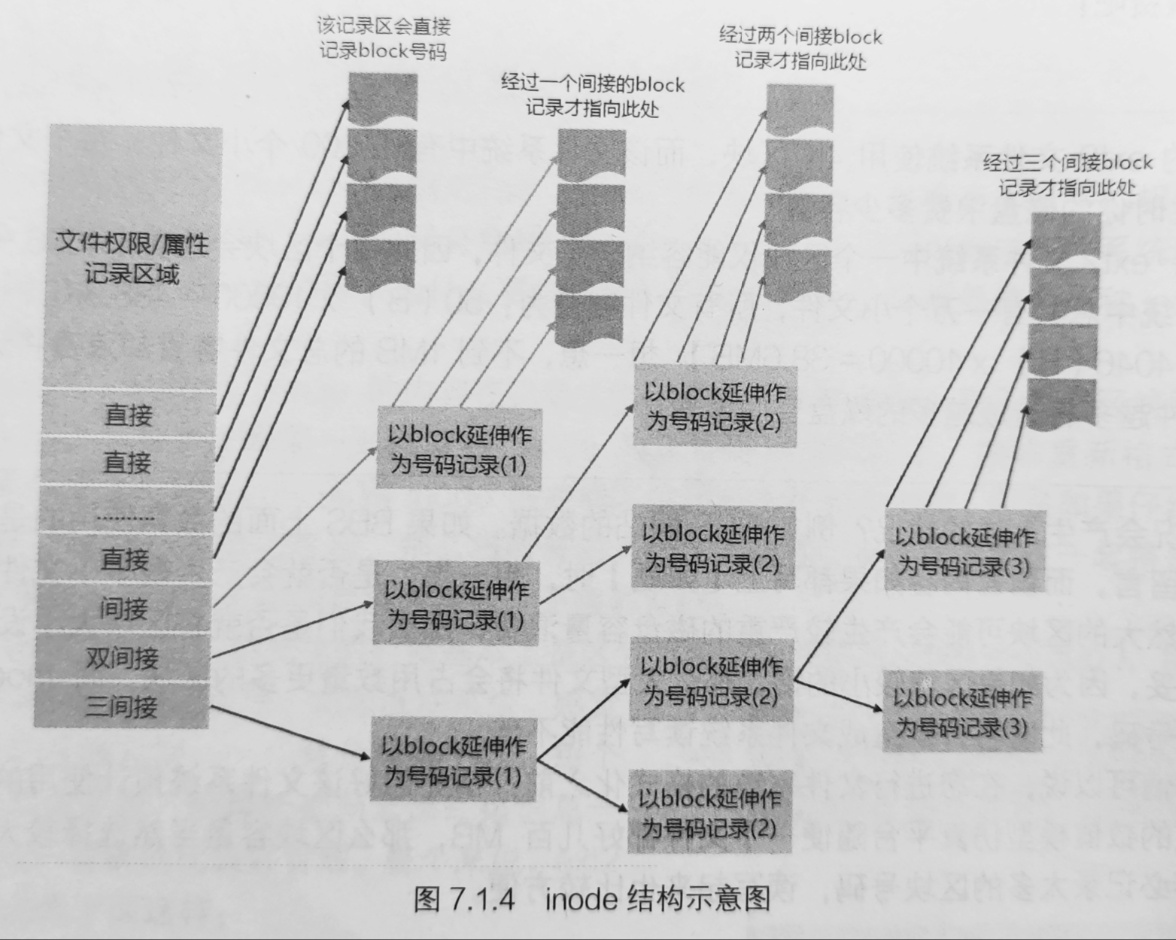 该记录区会直接
记录block号码
经过一个间接的block
记录才指向此处
经过两个间接block
记录才指向此处
经过三个间接block
记录才指向此处
文件权限/属性
记录区域
直接
直接
..........
直接
间接
双间接
三间接
以block延伸作
为号码记录(1)
以block延伸作
为号码记录(1)
以block延伸作
为号码记录(1)
以block延伸作
为号码记录(2)
以block延伸作
为号码记录(2)
以block延伸作
为号码记录(2)
以block延伸作
为号码记录(2)
以block延伸作
为号码记录(3)
以block延伸作
为号码记录(3)
图 7.1.4 inode 结构示意图